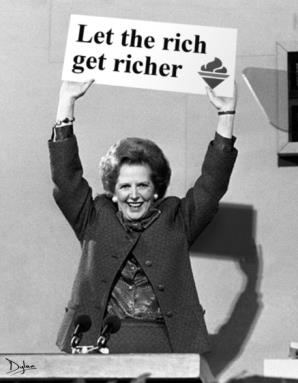 Let the rich
get richer
Dylan